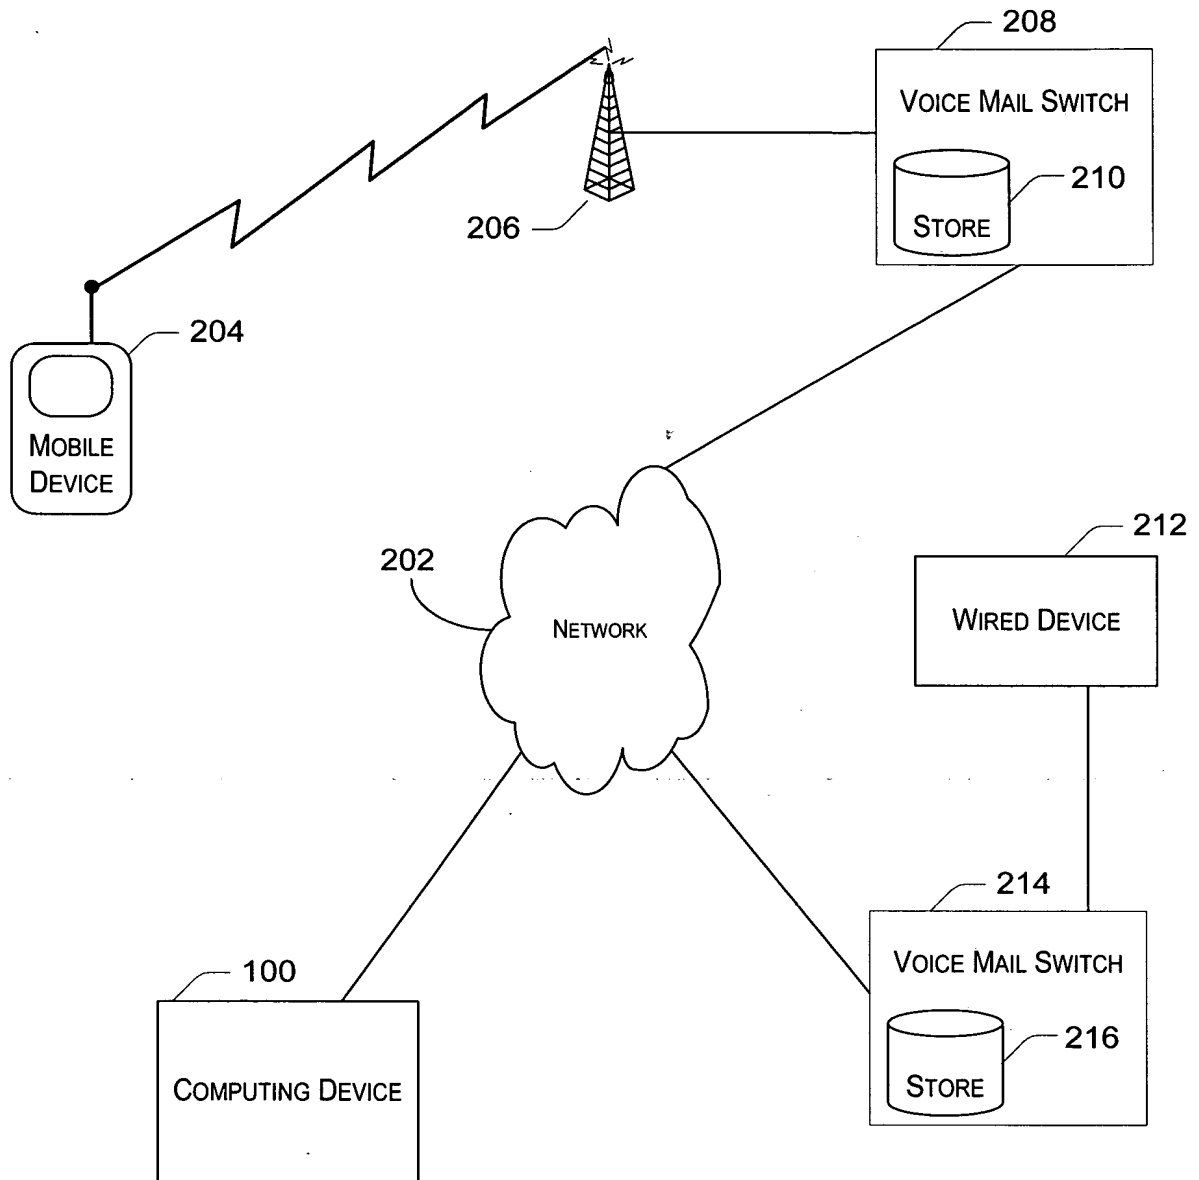 208
VOICE MAIL SWITCH
210
STORE
206
204
MOBILE
DEVICE
212
202
WIRED DEVICE
NETWORK
214
VOICE MAIL SWITCH
100
216
COMPUTING DEVICE
STORE